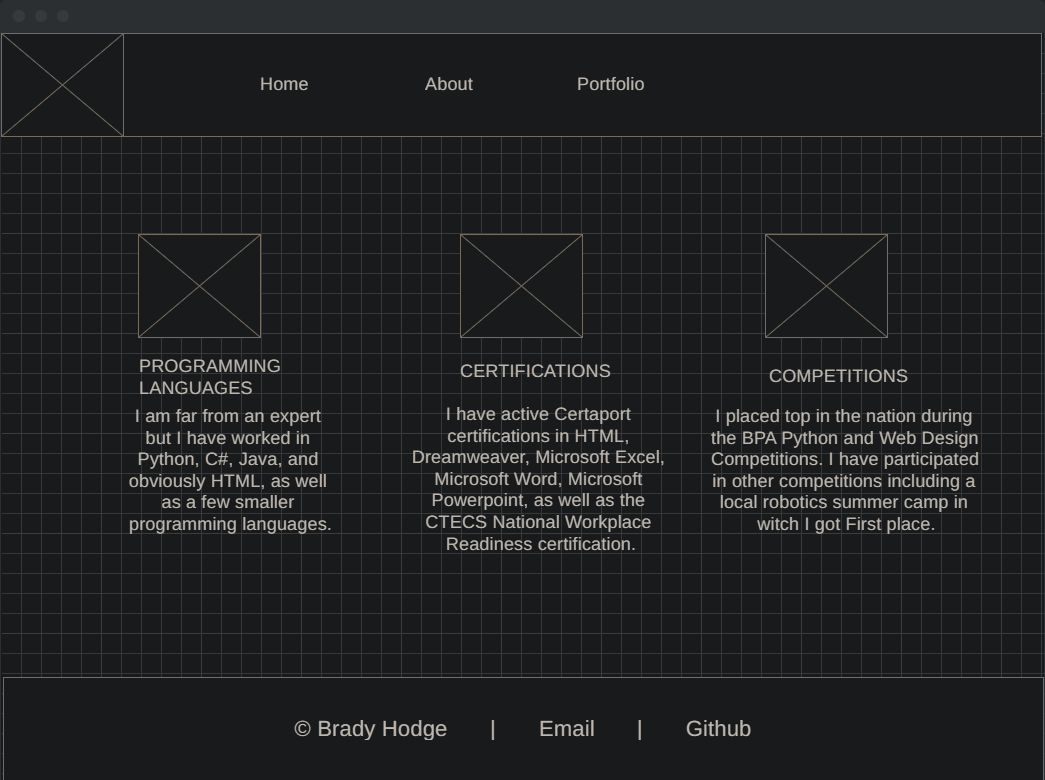 Home About Portfolio
PROGRAMMING
LANGUAGES
I am far from an expert
but I have worked in
Python, C#, Java, and
obviously HTML, as well
as a few smaller
programming languages.
CERTIFICATIONS
I have active Certaport
certifications in HTML,
Dreamweaver, Microsoft Excel,
Microsoft Word, Microsoft
Powerpoint, as well as the
CTECS National Workplace
Readiness certification.
COMPETITIONS
I placed top in the nation during
the BPA Python and Web Design
Competitions. I have participated
in other competitions including a
local robotics summer camp in
witch I got First place.
© Brady Hodge | Email | Github